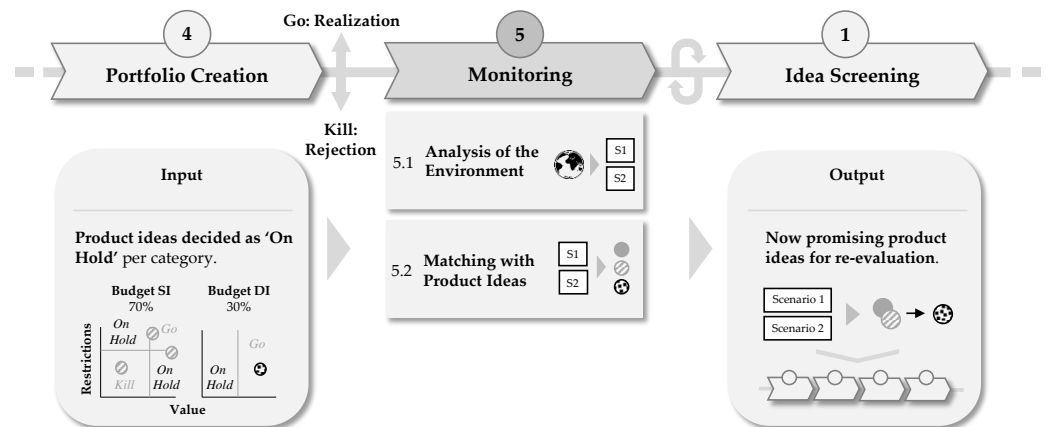 4
Portfolio Creation
Go: Realization
Kill:
Rejection
5
Monitoring
1
Idea Screening
Input
Product ideas decided as ‘On
Hold’ per category.
Budget SI
70%
Budget DI
30%
Restrictions
On
Hold
Go
Kill
On
Hold
Go
On
Hold
Value
5.1
Analysis of the
Environment
S1
S2
5.2
Matching with
Product Ideas
S1
S2
Output
Now promising product
ideas for re-evaluation.
Scenario 1
Scenario 2